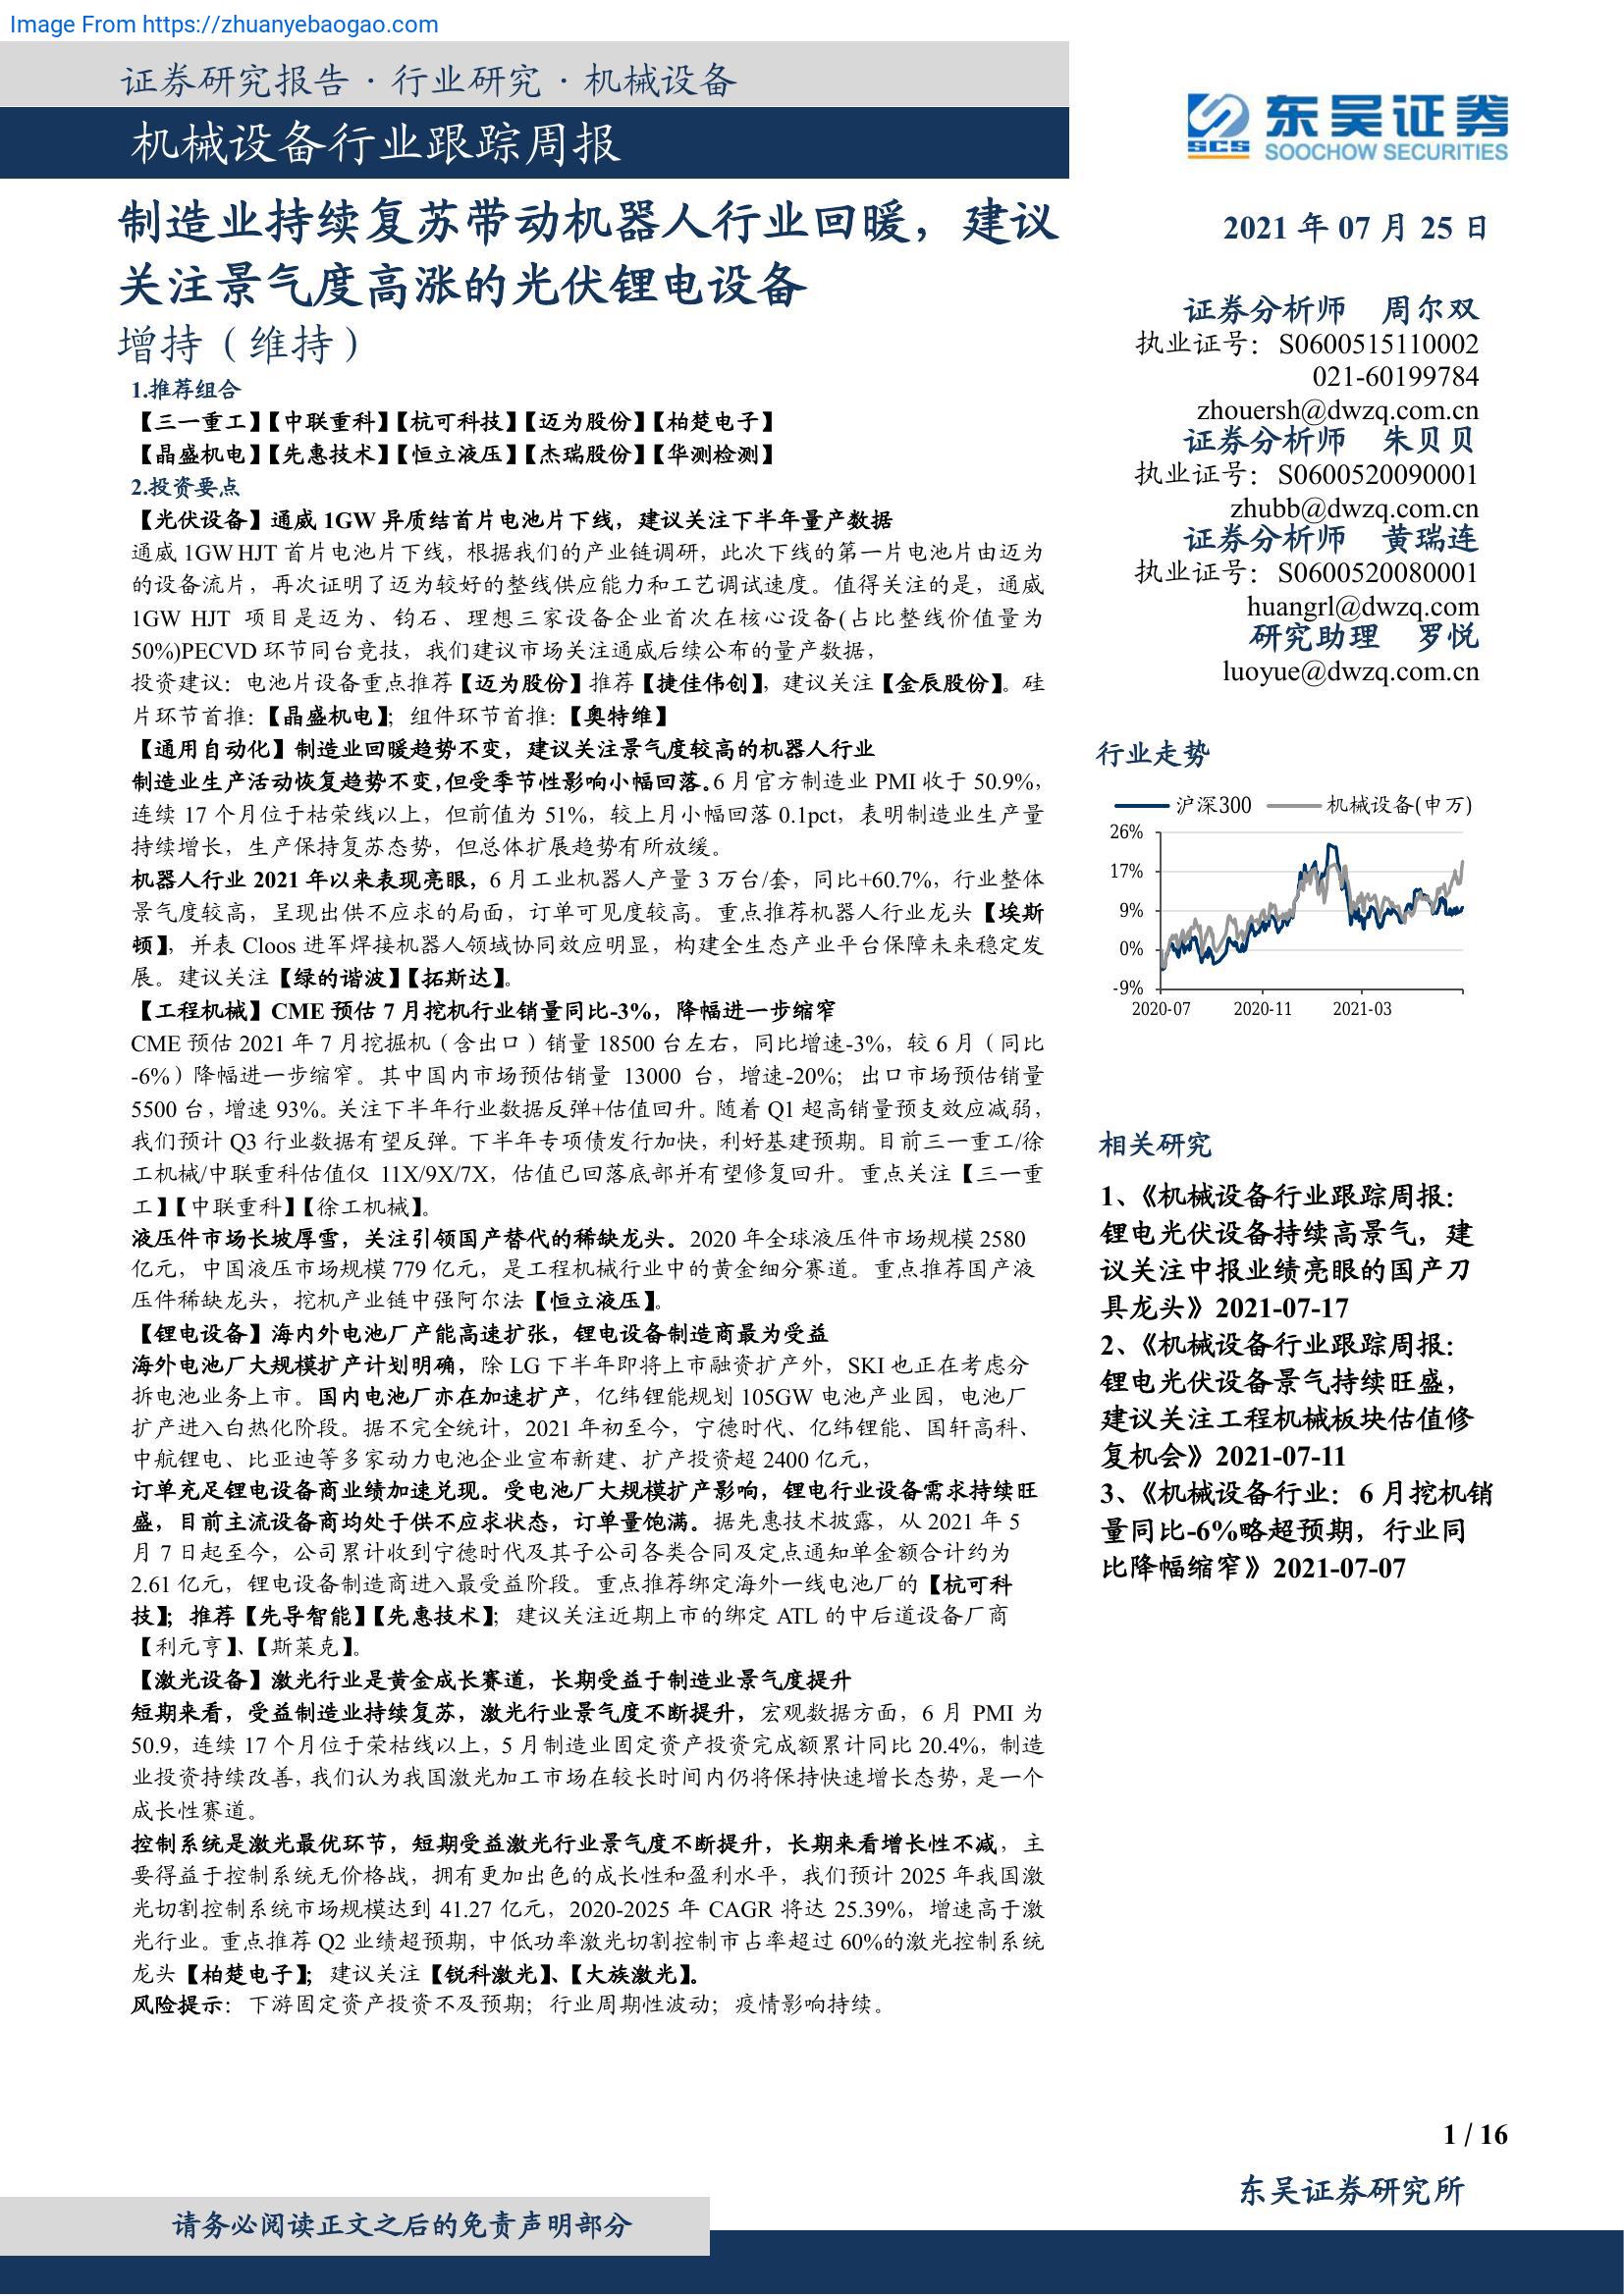 Image From https://zhuanyebaogao.com
证券研究报告 · 行业研究 · 机械设备
机械设备行业跟踪周报
东吴证券
SCS
SOOCHOW SECURITIES
制造业持续复苏带动机器人行业回暖，建议
关注景气度高涨的光伏锂电设备
增持（维持）
1.推荐组合
【三一重工】【中联重科】【杭可科技】【迈为股份】【柏楚电子】
【晶盛机电】【先惠技术】【恒立液压】【杰瑞股份】【华测检测】
2.投资要点
【光伏设备】通威 1GW 异质结首片电池片下线，建议关注下半年量产数据
通威 1GW HJT 首片电池片下线，根据我们的产业链调研，此次下线的第一片电池片由迈为
的设备流片，再次证明了迈为较好的整线供应能力和工艺调试速度。值得关注的是，通威
1GW HJT 项目是迈为、钧石、理想三家设备企业首次在核心设备(占比整线价值量为
50%)PECVD 环节同台竞技，我们建议市场关注通威后续公布的量产数据，
投资建议：电池片设备重点推荐【迈为股份】推荐【捷佳伟创】，建议关注【金辰股份】。硅
片环节首推：【晶盛机电】；组件环节首推：【奥特维】
【通用自动化】制造业回暖趋势不变，建议关注景气度较高的机器人行业
制造业生产活动恢复趋势不变，但受季节性影响小幅回落。6 月官方制造业 PMI 收于 50.9%，
连续 17 个月位于枯荣线以上，但前值为 51%，较上月小幅回落 0.1pct，表明制造业生产量
持续增长，生产保持复苏态势，但总体扩展趋势有所放缓。
机器人行业 2021 年以来表现亮眼，6 月工业机器人产量 3 万台/套，同比+60.7%，行业整体
景气度较高，呈现出供不应求的局面，订单可见度较高。重点推荐机器人行业龙头【埃斯
顿】，并表 Cloos 进军焊接机器人领域协同效应明显，构建全生态产业平台保障未来稳定发
展。建议关注【绿的谐波】【拓斯达】。
【工程机械】CME 预估 7 月挖机行业销量同比-3%，降幅进一步缩窄
CME 预估 2021 年 7 月挖掘机（含出口）销量 18500 台左右，同比增速-3%，较 6 月（同比
-6%）降幅进一步缩窄。其中国内市场预估销量 13000 台，增速-20%；出口市场预估销量
5500 台，增速 93%。关注下半年行业数据反弹+估值回升。随着 Q1 超高销量预支效应减弱，
我们预计 Q3 行业数据有望反弹。下半年专项债发行加快，利好基建预期。目前三一重工/徐
工机械/中联重科估值仅 11X/9X/7X，估值已回落底部并有望修复回升。重点关注【三一重
工】【中联重科】【徐工机械】。
液压件市场长坡厚雪，关注引领国产替代的稀缺龙头。2020 年全球液压件市场规模 2580
亿元，中国液压市场规模 779 亿元，是工程机械行业中的黄金细分赛道。重点推荐国产液
压件稀缺龙头，挖机产业链中强阿尔法【恒立液压】。
【锂电设备】海内外电池厂产能高速扩张，锂电设备制造商最为受益
海外电池厂大规模扩产计划明确，除 LG 下半年即将上市融资扩产外，SKI 也正在考虑分
拆电池业务上市。国内电池厂亦在加速扩产，亿纬锂能规划 105GW 电池产业园，电池厂
扩产进入白热化阶段。据不完全统计，2021 年初至今，宁德时代、亿纬锂能、国轩高科、
中航锂电、比亚迪等多家动力电池企业宣布新建、扩产投资超 2400 亿元，
订单充足锂电设备商业绩加速兑现。受电池厂大规模扩产影响，锂电行业设备需求持续旺
盛，目前主流设备商均处于供不应求状态，订单量饱满。据先惠技术披露，从 2021 年 5
月 7 日起至今，公司累计收到宁德时代及其子公司各类合同及定点通知单金额合计约为
2.61 亿元，锂电设备制造商进入最受益阶段。重点推荐绑定海外一线电池厂的【杭可科
技】；推荐【先导智能】【先惠技术】；建议关注近期上市的绑定 ATL 的中后道设备厂商
【利元亨】、【斯莱克】。
【激光设备】激光行业是黄金成长赛道，长期受益于制造业景气度提升
短期来看，受益制造业持续复苏，激光行业景气度不断提升，宏观数据方面，6 月 PMI 为
50.9，连续 17 个月位于荣枯线以上，5 月制造业固定资产投资完成额累计同比 20.4%，制造
业投资持续改善，我们认为我国激光加工市场在较长时间内仍将保持快速增长态势，是一个
成长性赛道。
控制系统是激光最优环节，短期受益激光行业景气度不断提升，长期来看增长性不减，主
要得益于控制系统无价格战，拥有更加出色的成长性和盈利水平，我们预计 2025 年我国激
光切割控制系统市场规模达到 41.27 亿元，2020-2025 年 CAGR 将达 25.39%，增速高于激
光行业。重点推荐 Q2 业绩超预期，中低功率激光切割控制市占率超过 60%的激光控制系统
龙头【柏楚电子】；建议关注【锐科激光】、【大族激光】。
风险提示：下游固定资产投资不及预期；行业周期性波动；疫情影响持续。
2021 年 07 月 25 日
证券分析师 周尔双
执业证号：S0600515110002
021-60199784
zhouersh@dwzq.com.cn
证券分析师 朱贝贝
执业证号：S0600520090001
zhubb@dwzq.com.cn
证券分析师 黄瑞连
执业证号：S0600520080001
huangrl@dwzq.com
研究助理 罗悦
luoyue@dwzq.com.cn
行业走势
沪深300 机械设备(申万)
26%
17%
9%
0%
-9%
2020-07 2020-11 2021-03
相关研究
1、《机械设备行业跟踪周报：
锂电光伏设备持续高景气，建
议关注中报业绩亮眼的国产刀
具龙头》2021-07-17
2、《机械设备行业跟踪周报：
锂电光伏设备景气持续旺盛，
建议关注工程机械板块估值修
复机会》2021-07-11
3、《机械设备行业：6 月挖机销
量同比-6%略超预期，行业同
比降幅缩窄》2021-07-07
1 / 16
东吴证券研究所
请务必阅读正文之后的免责声明部分